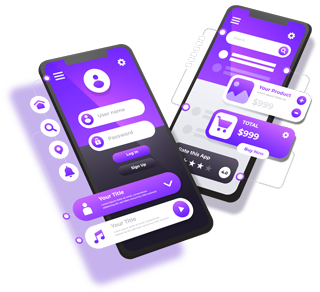 User name
Password
Log In
Sign Up
Your Title
Your Title
Search
Your Product
$999
TOTAL
$999
Buy Now
Rate this App